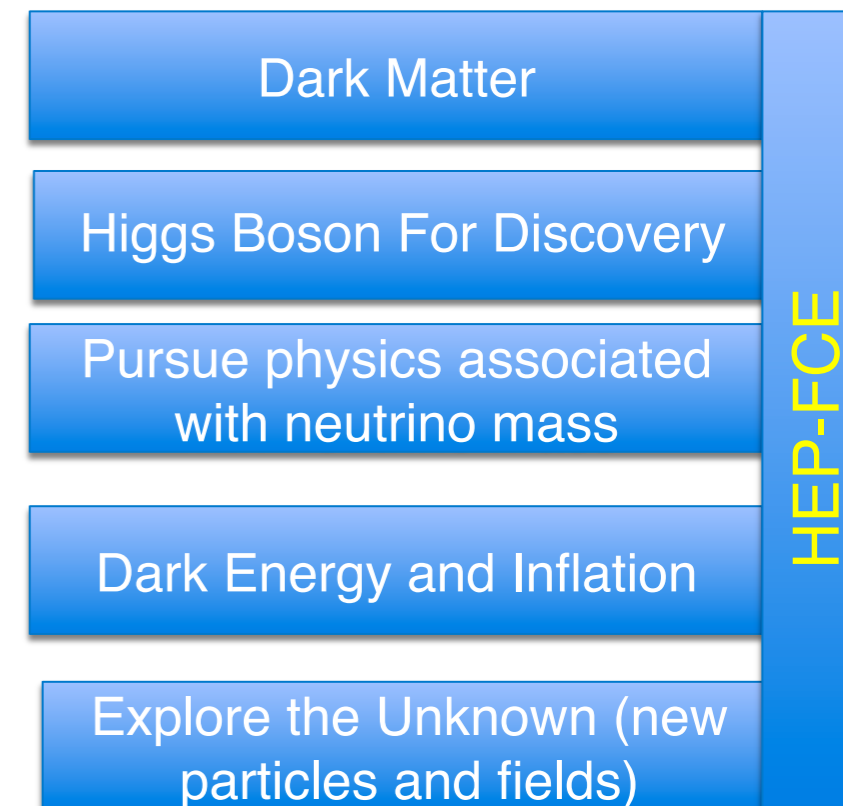 Dark Matter
Higgs Boson For Discovery
Pursue physics associated
with neutrino mass
Dark Energy and Inflation
Explore the Unknown (new
particles and fields)
HEP-FCE